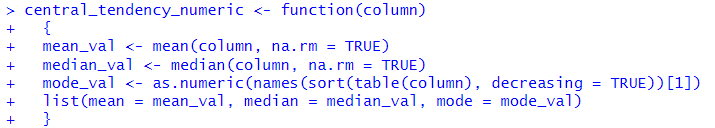 > central_tendency_numeric <- function(column)
+   {
+   mean_val <- mean(column, na.rm = TRUE)
+   median_val <- median(column, na.rm = TRUE)
+   mode_val <- as.numeric(names(sort(table(column), decreasing = TRUE))[1])
+   list(mean = mean_val, median = median_val, mode = mode_val)
+   }